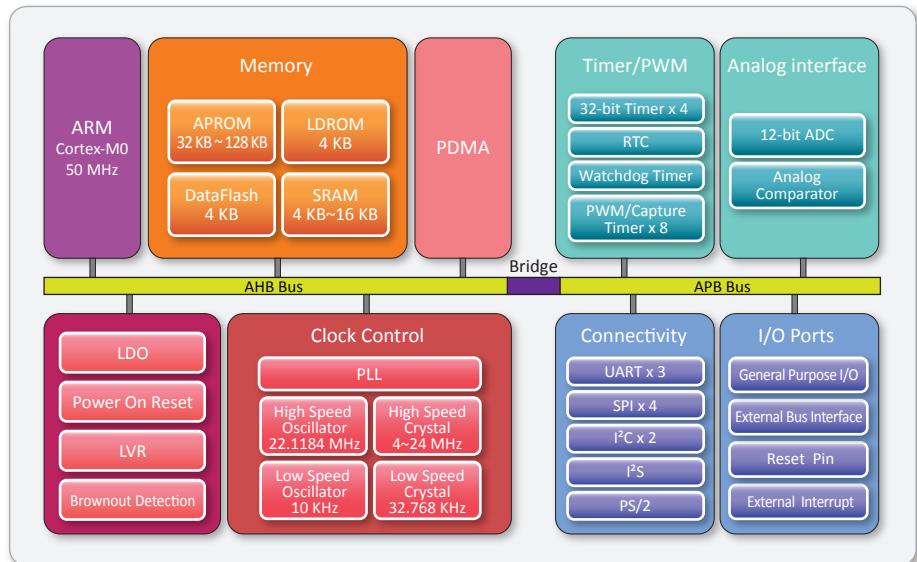 ARM
Cortex-M0
50 MHz
Memory
APROM
32 KB ~ 128 KB
LDROM
4 KB
DataFlash
4 KB
SRAM
4 KB~16 KB
PDMA
Timer/PWM
32-bit Timer x 4
RTC
Watchdog Timer
PWM/Capture
Timer x 8
Analog interface
12-bit ADC
Analog
Comparator
AHB Bus
Bridge
APB Bus
LDO
Power On Reset
LVR
Brownout Detection
Clock Control
PLL
High Speed
Oscillator
22.1184 MHz
High Speed
Crystal
4~24 MHz
Low Speed
Oscillator
10 KHz
Low Speed
Crystal
32.768 KHz
Connectivity
UART x 3
SPI x 4
I²C x 2
I²S
PS/2
I/O Ports
General Purpose I/O
External Bus Interface
Reset Pin
External Interrupt